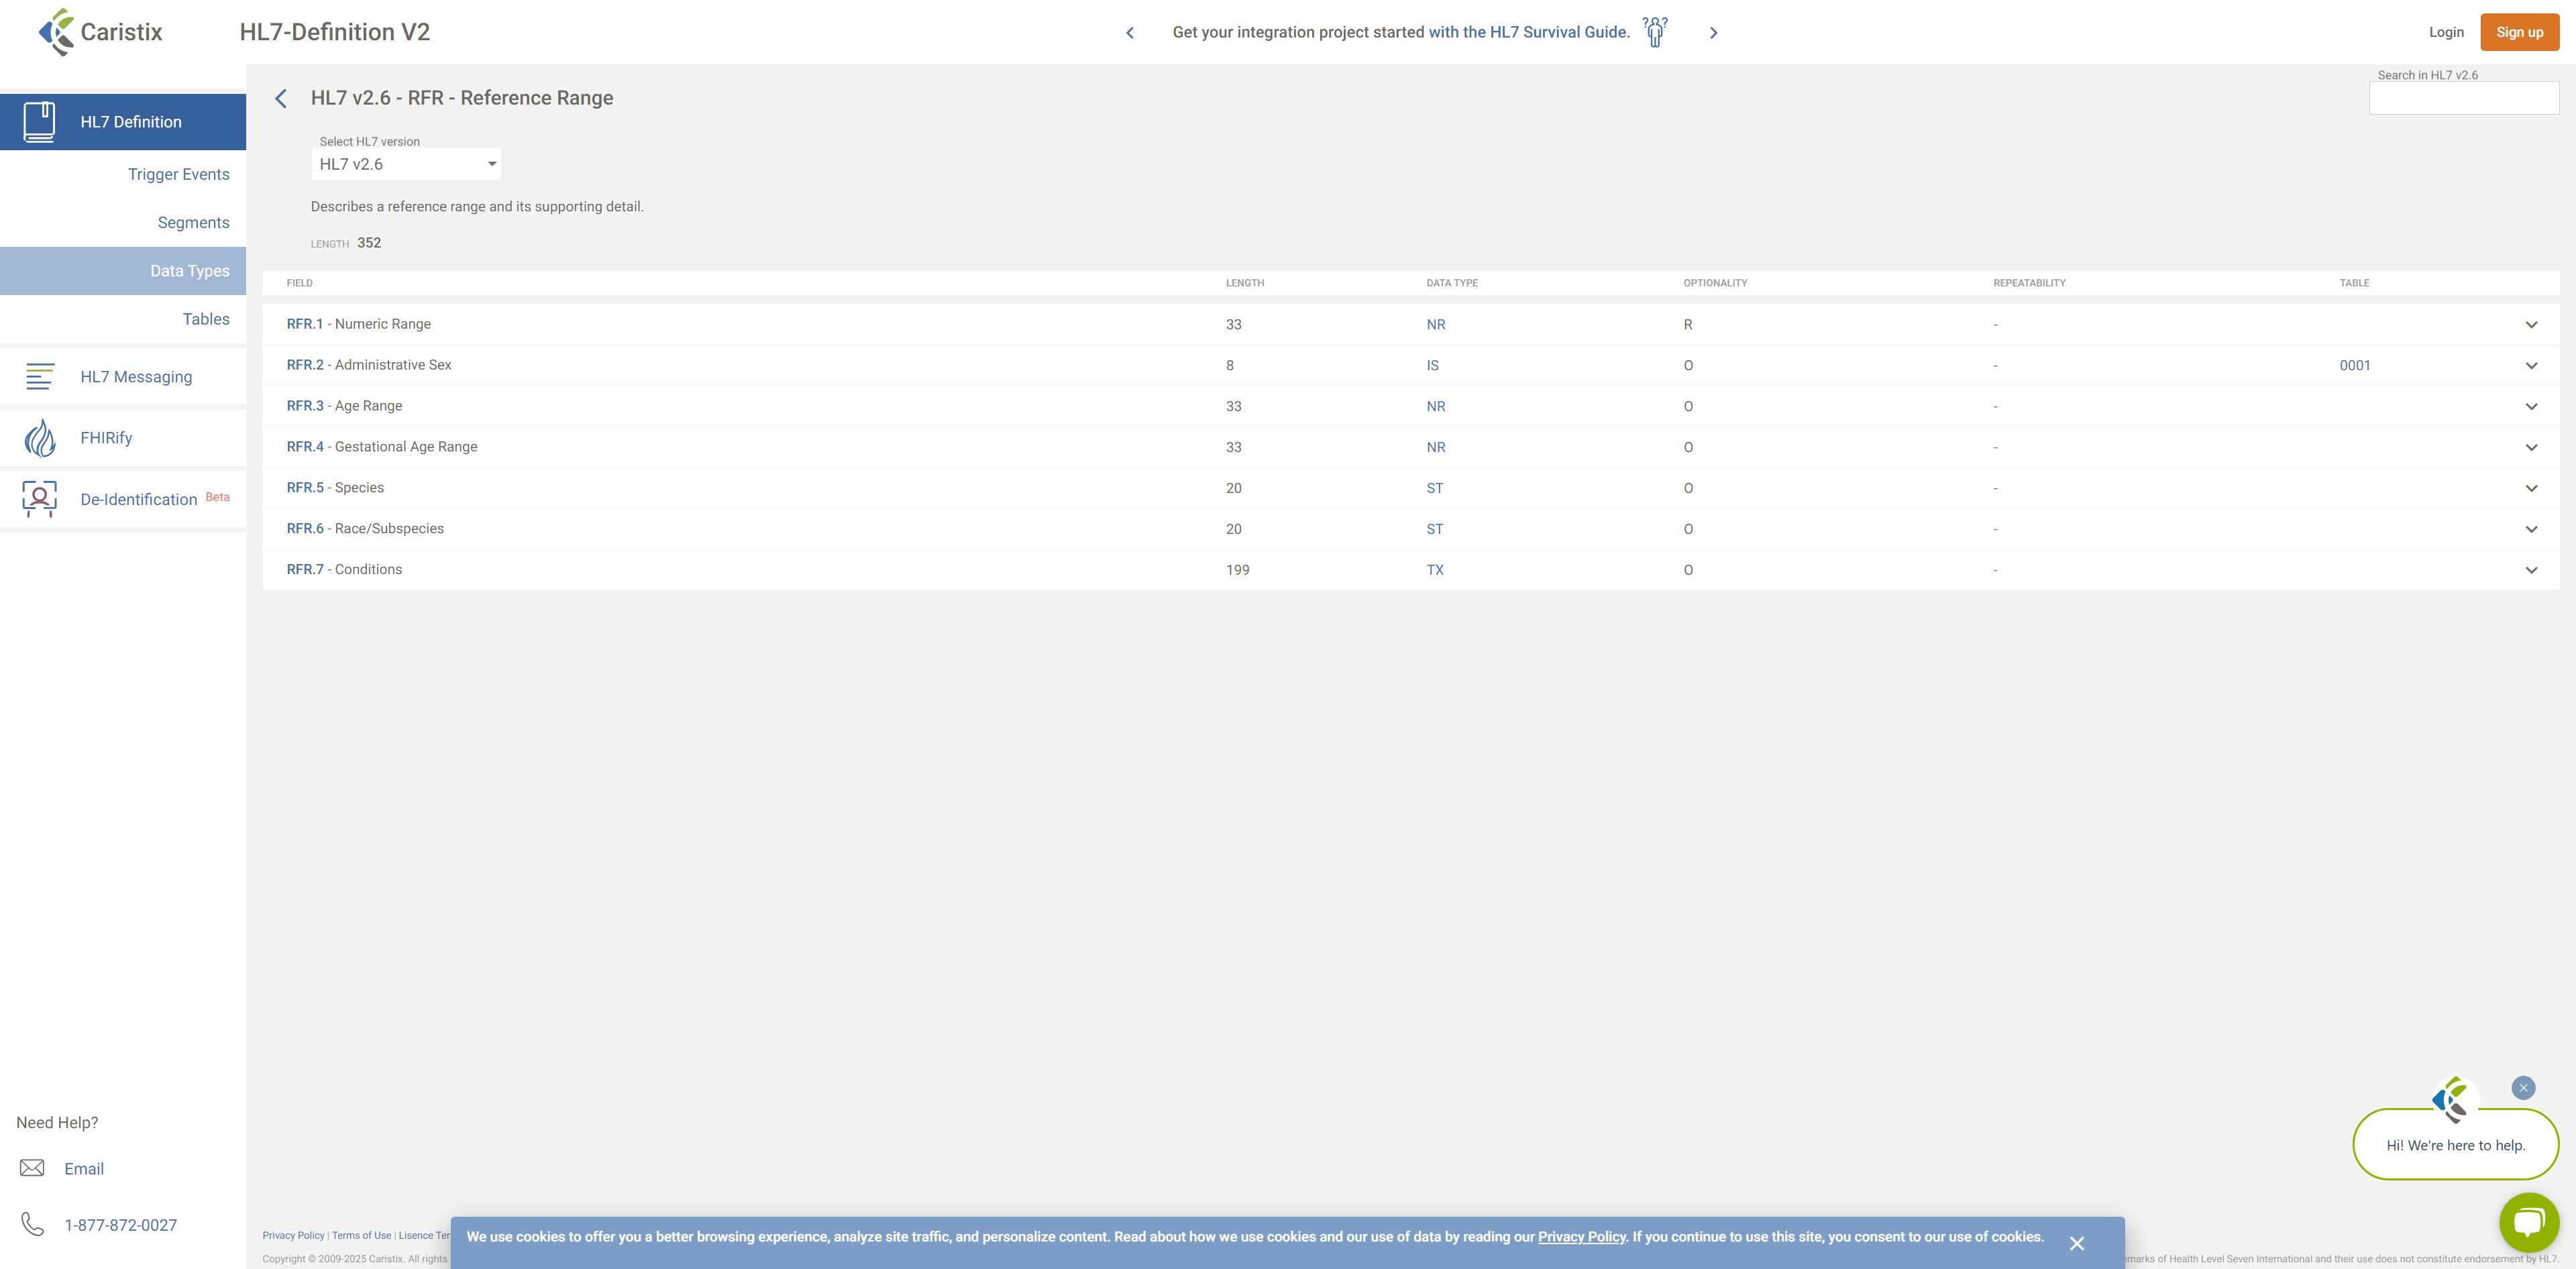 Caristix
HL7-Definition V2
Get your integration project started with the HL7 Survival Guide.
Login
Sign up
HL7 Definition
Trigger Events
Segments
Data Types
Tables
HL7 Messaging
FHIRify
De-Identification Beta
Need Help?
Email
1-877-872-0027
HL7 v2.6 - RFR - Reference Range
Search in HL7 v2.6
Select HL7 version
HL7 v2.6
Describes a reference range and its supporting detail.
LENGTH 352
FIELD LENGTH DATA TYPE OPTIONALITY REPEATABILITY TABLE
RFR.1 - Numeric Range 33 NR R -
RFR.2 - Administrative Sex 8 IS O - 0001
RFR.3 - Age Range 33 NR O -
RFR.4 - Gestational Age Range 33 NR O -
RFR.5 - Species 20 ST O -
RFR.6 - Race/Subspecies 20 ST O -
RFR.7 - Conditions 199 TX O -
Hi! We're here to help.
Privacy Policy | Terms of Use | Lisence Ter
We use cookies to offer you a better browsing experience, analyze site traffic, and personalize content. Read about how we use cookies and our use of data by reading our Privacy Policy. If you continue to use this site, you consent to our use of cookies.
Copyright © 2009-2025 Caristix. All rights
emarks of Health Level Seven International and their use does not constitute endorsement by HL7.